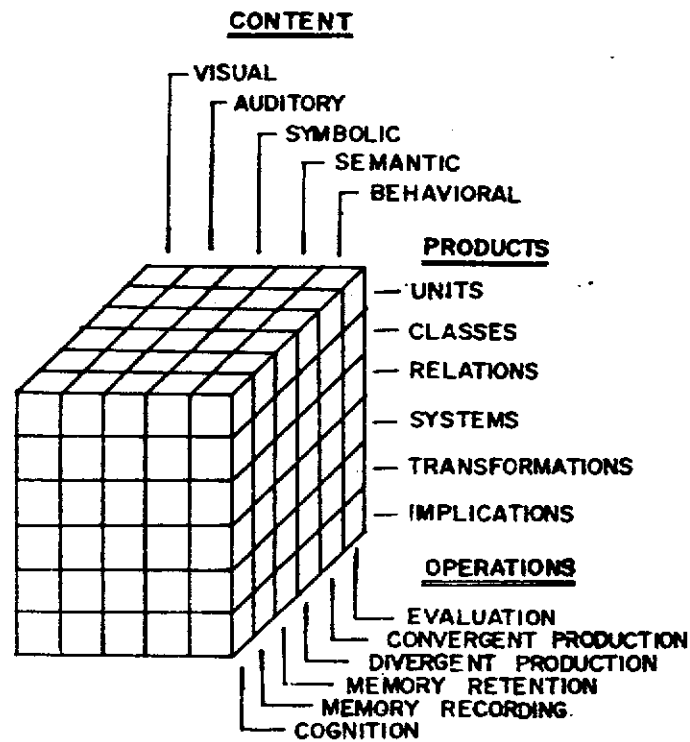 CONTENT
VISUAL
AUDITORY
SYMBOLIC
SEMANTIC
BEHAVIORAL
PRODUCTS
UNITS
CLASSES
RELATIONS
SYSTEMS
TRANSFORMATIONS
IMPLICATIONS
OPERATIONS
EVALUATION
CONVERGENT PRODUCTION
DIVERGENT PRODUCTION
MEMORY RETENTION
MEMORY RECORDING
COGNITION